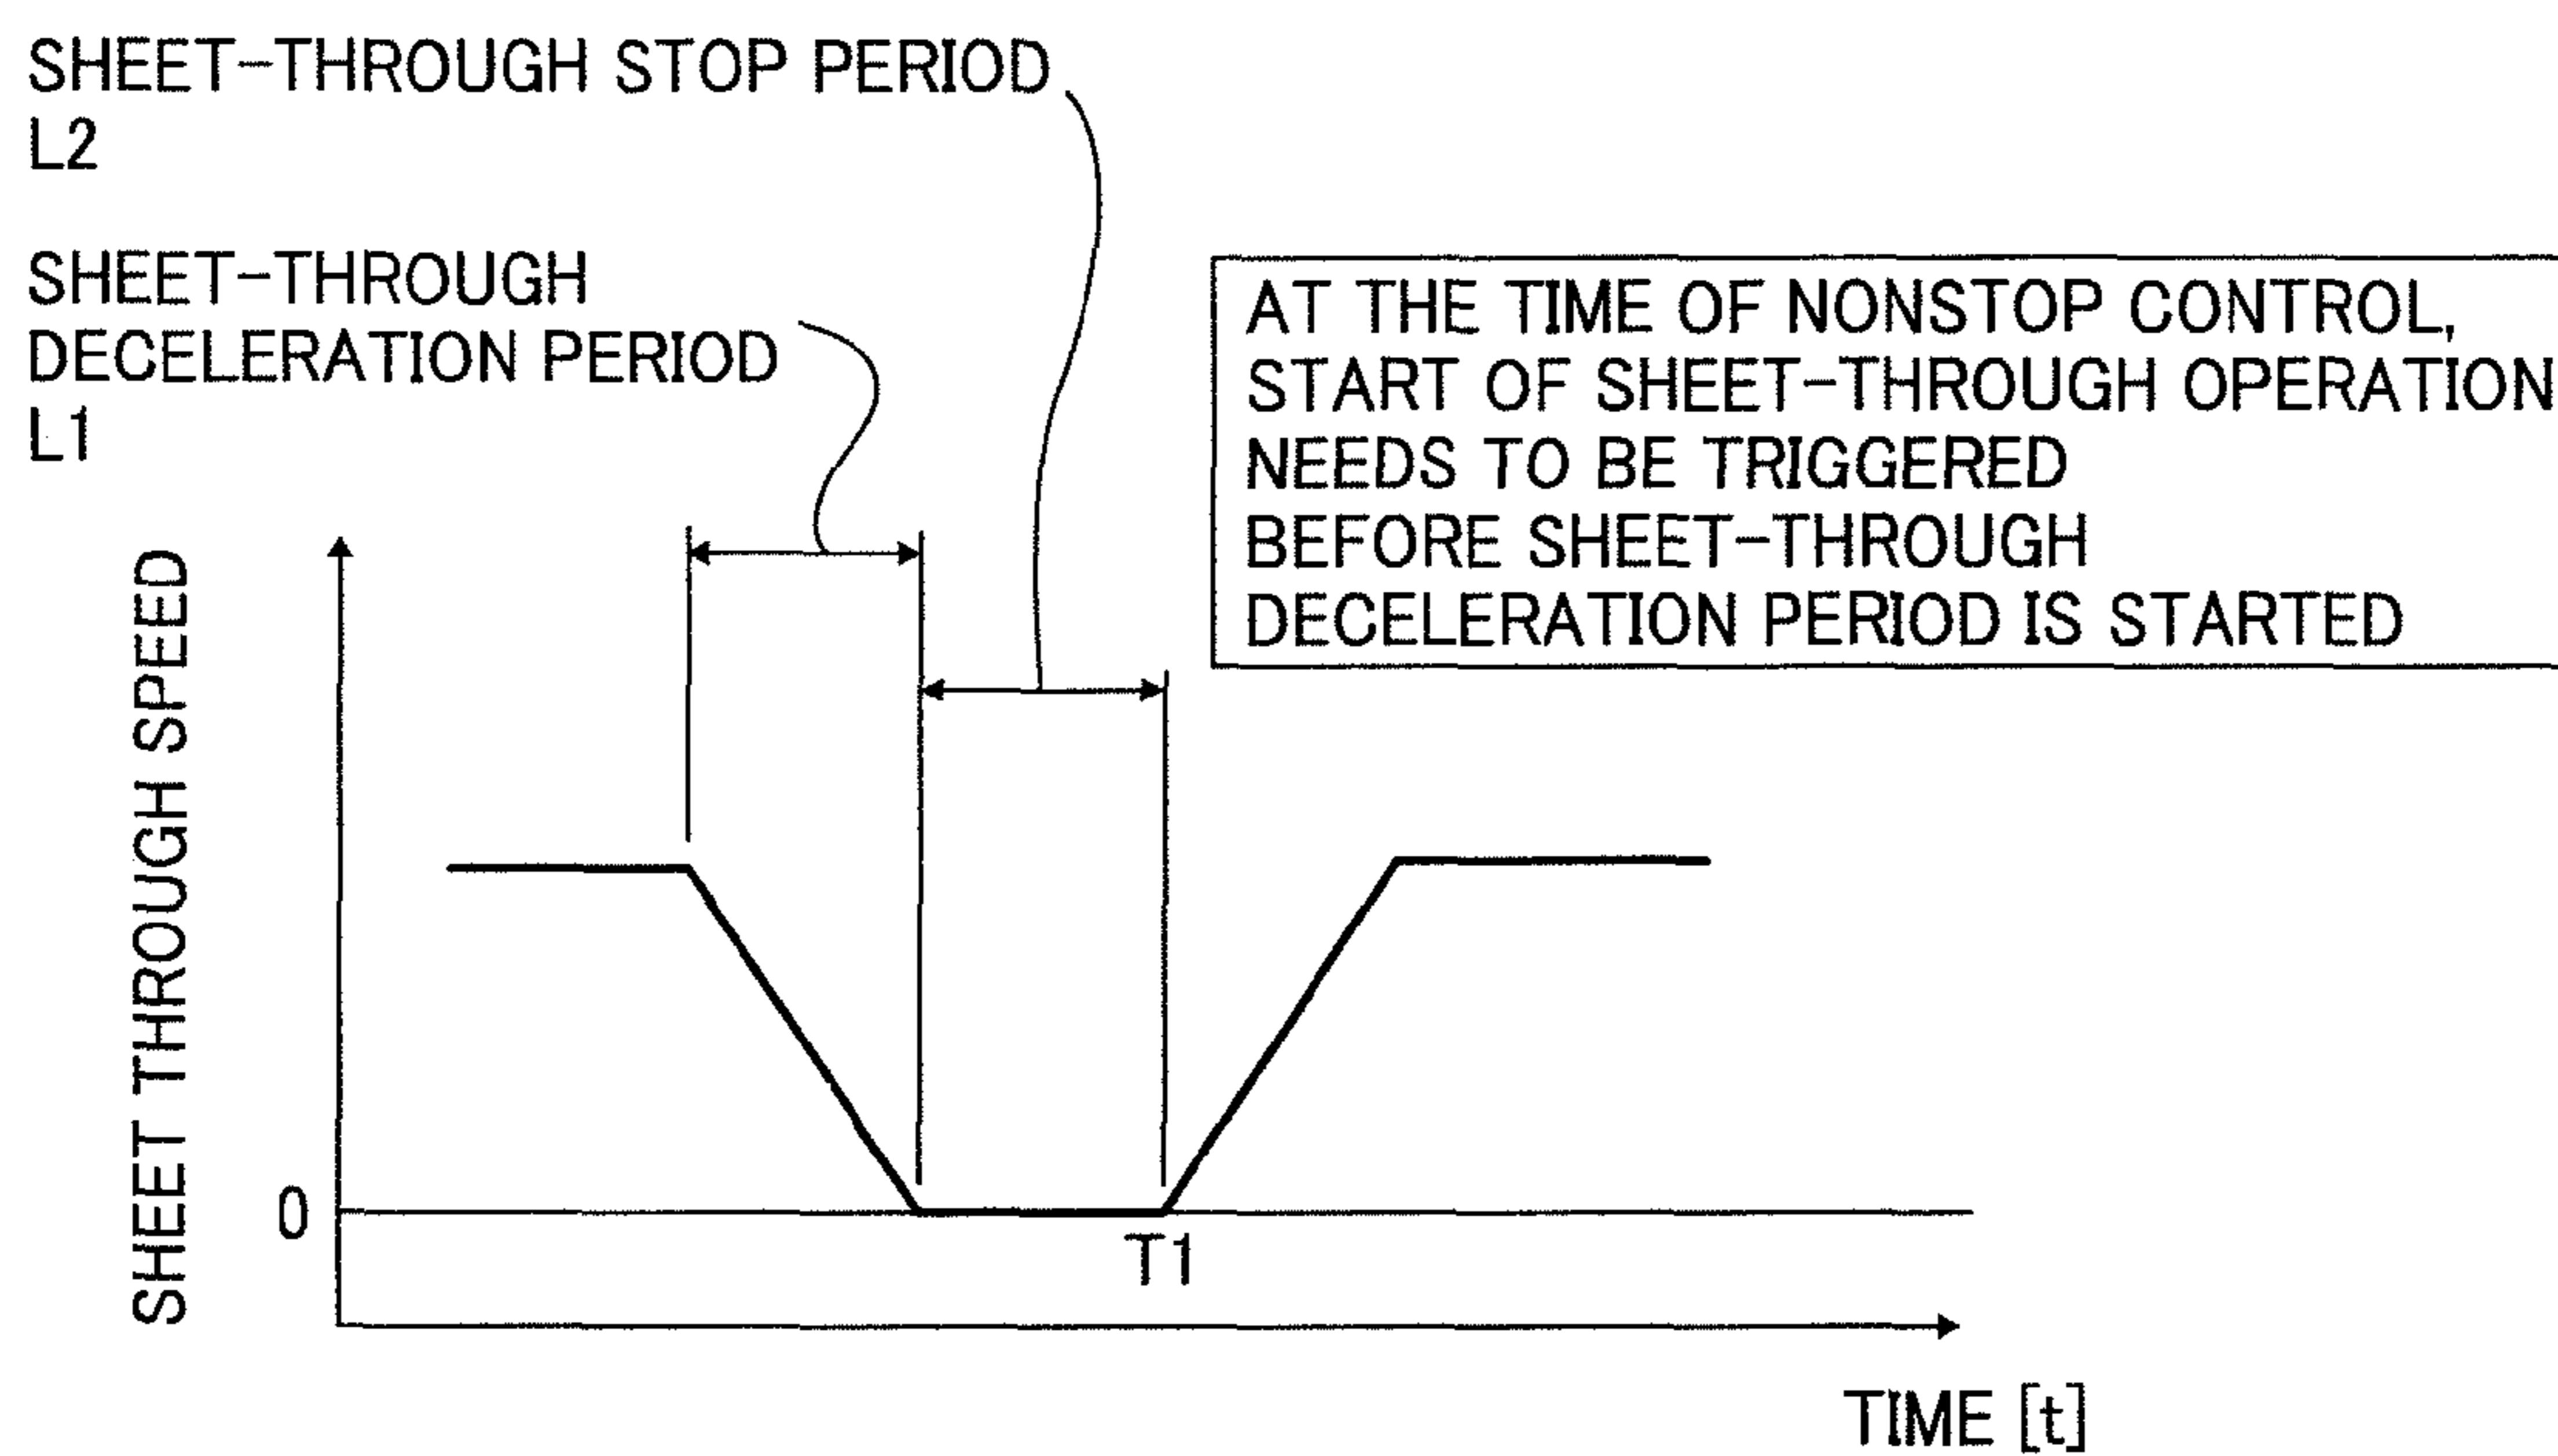 SHEET-THROUGH STOP PERIOD
L2
SHEET-THROUGH
DECELERATION PERIOD
L1
AT THE TIME OF NONSTOP CONTROL,
START OF SHEET-THROUGH OPERATION
NEEDS TO BE TRIGGERED
BEFORE SHEET-THROUGH
DECELERATION PERIOD IS STARTED
SHEET THROUGH SPEED
0
T1
TIME [t]